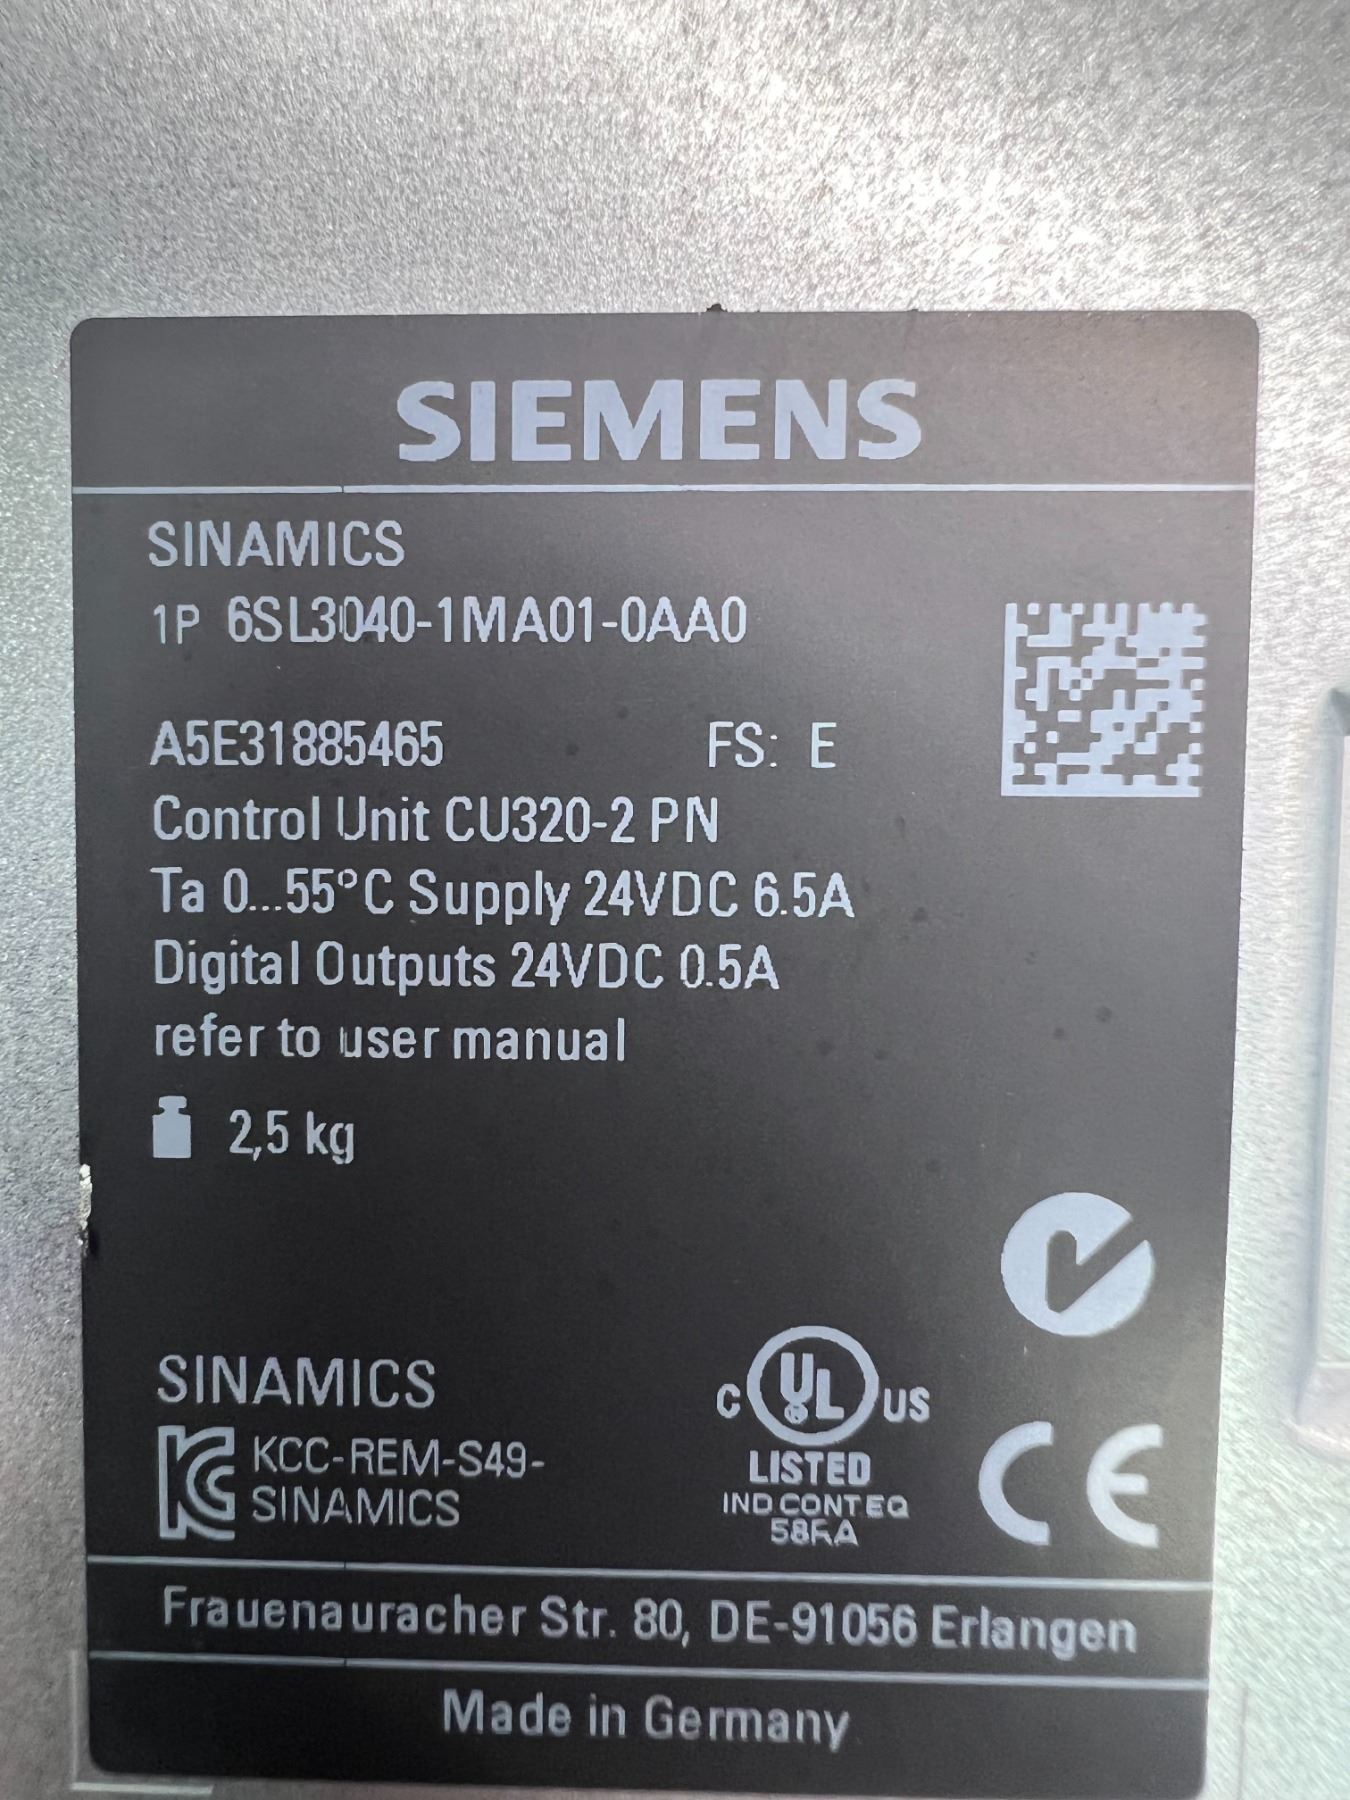 SIEMENS
SINAMICS
1P 6SL3040-1MA01-0AA0
A5E31885465 FS: E
Control Unit CU320-2 PN
Ta 0...55°C Supply 24VDC 6.5A
Digital Outputs 24VDC 0.5A
refer to user manual
2,5 kg
SINAMICS
KCC-REM-S49-
SINAMICS
C UL US
LISTED
IND CONT EQ
CE
Frauenauracher Str. 80, DE-91056 Erlangen
Made in Germany